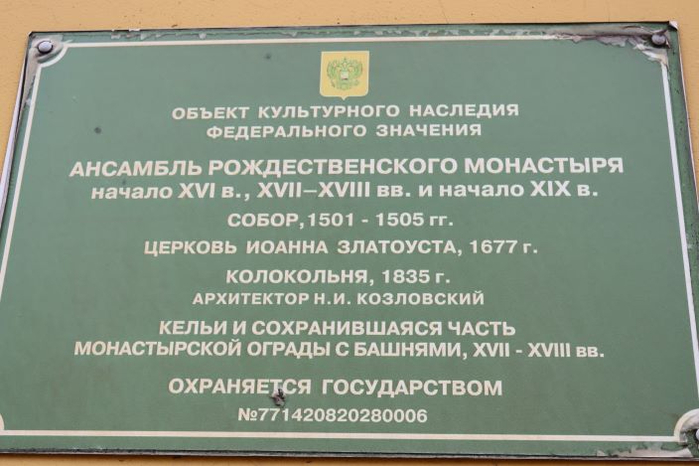 ОБЪЕКТ КУЛЬТУРНОГО НАСЛЕДИЯ
ФЕДЕРАЛЬНОГО ЗНАЧЕНИЯ
АНСАМБЛЬ РОЖДЕСТВЕНСКОГО МОНАСТЫРЯ
начало XVI в., XVII–XVIII вв. и начало XIX в.
СОБОР, 1501 - 1505 гг.
ЦЕРКОВЬ ИОАННА ЗЛАТОУСТА, 1677 г.
КОЛОКОЛЬНЯ, 1835 г.
АРХИТЕКТОР Н.И. КОЗЛОВСКИЙ
КЕЛЬИ И СОХРАНИВШАЯСЯ ЧАСТЬ
МОНАСТЫРСКОЙ ОГРАДЫ С БАШНЯМИ, XVII - XVIII вв.
ОХРАНЯЕТСЯ ГОСУДАРСТВОМ
№771420820280006